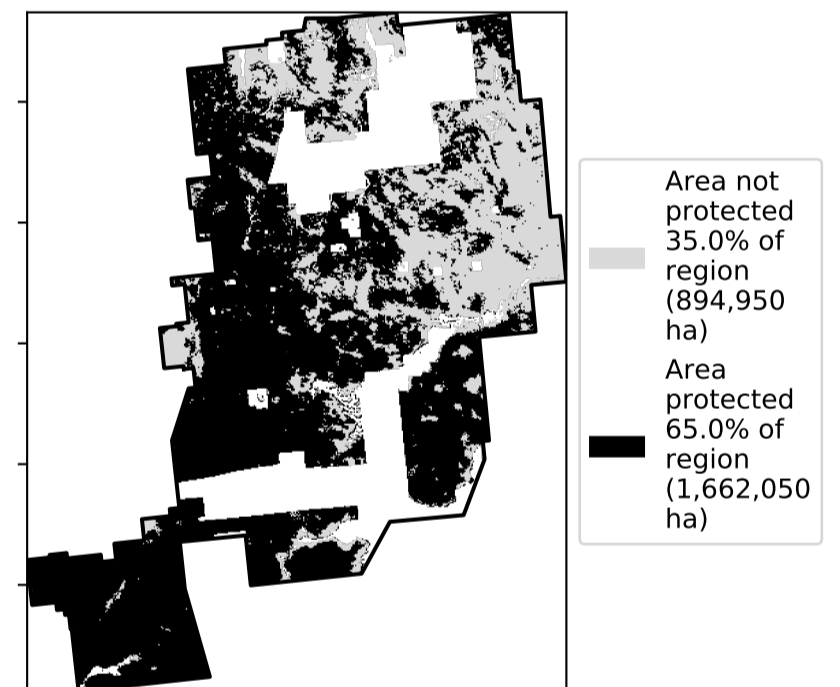 Area not
protected
35.0% of
region
(894,950
ha)
Area
protected
65.0% of
region
(1,662,050
ha)